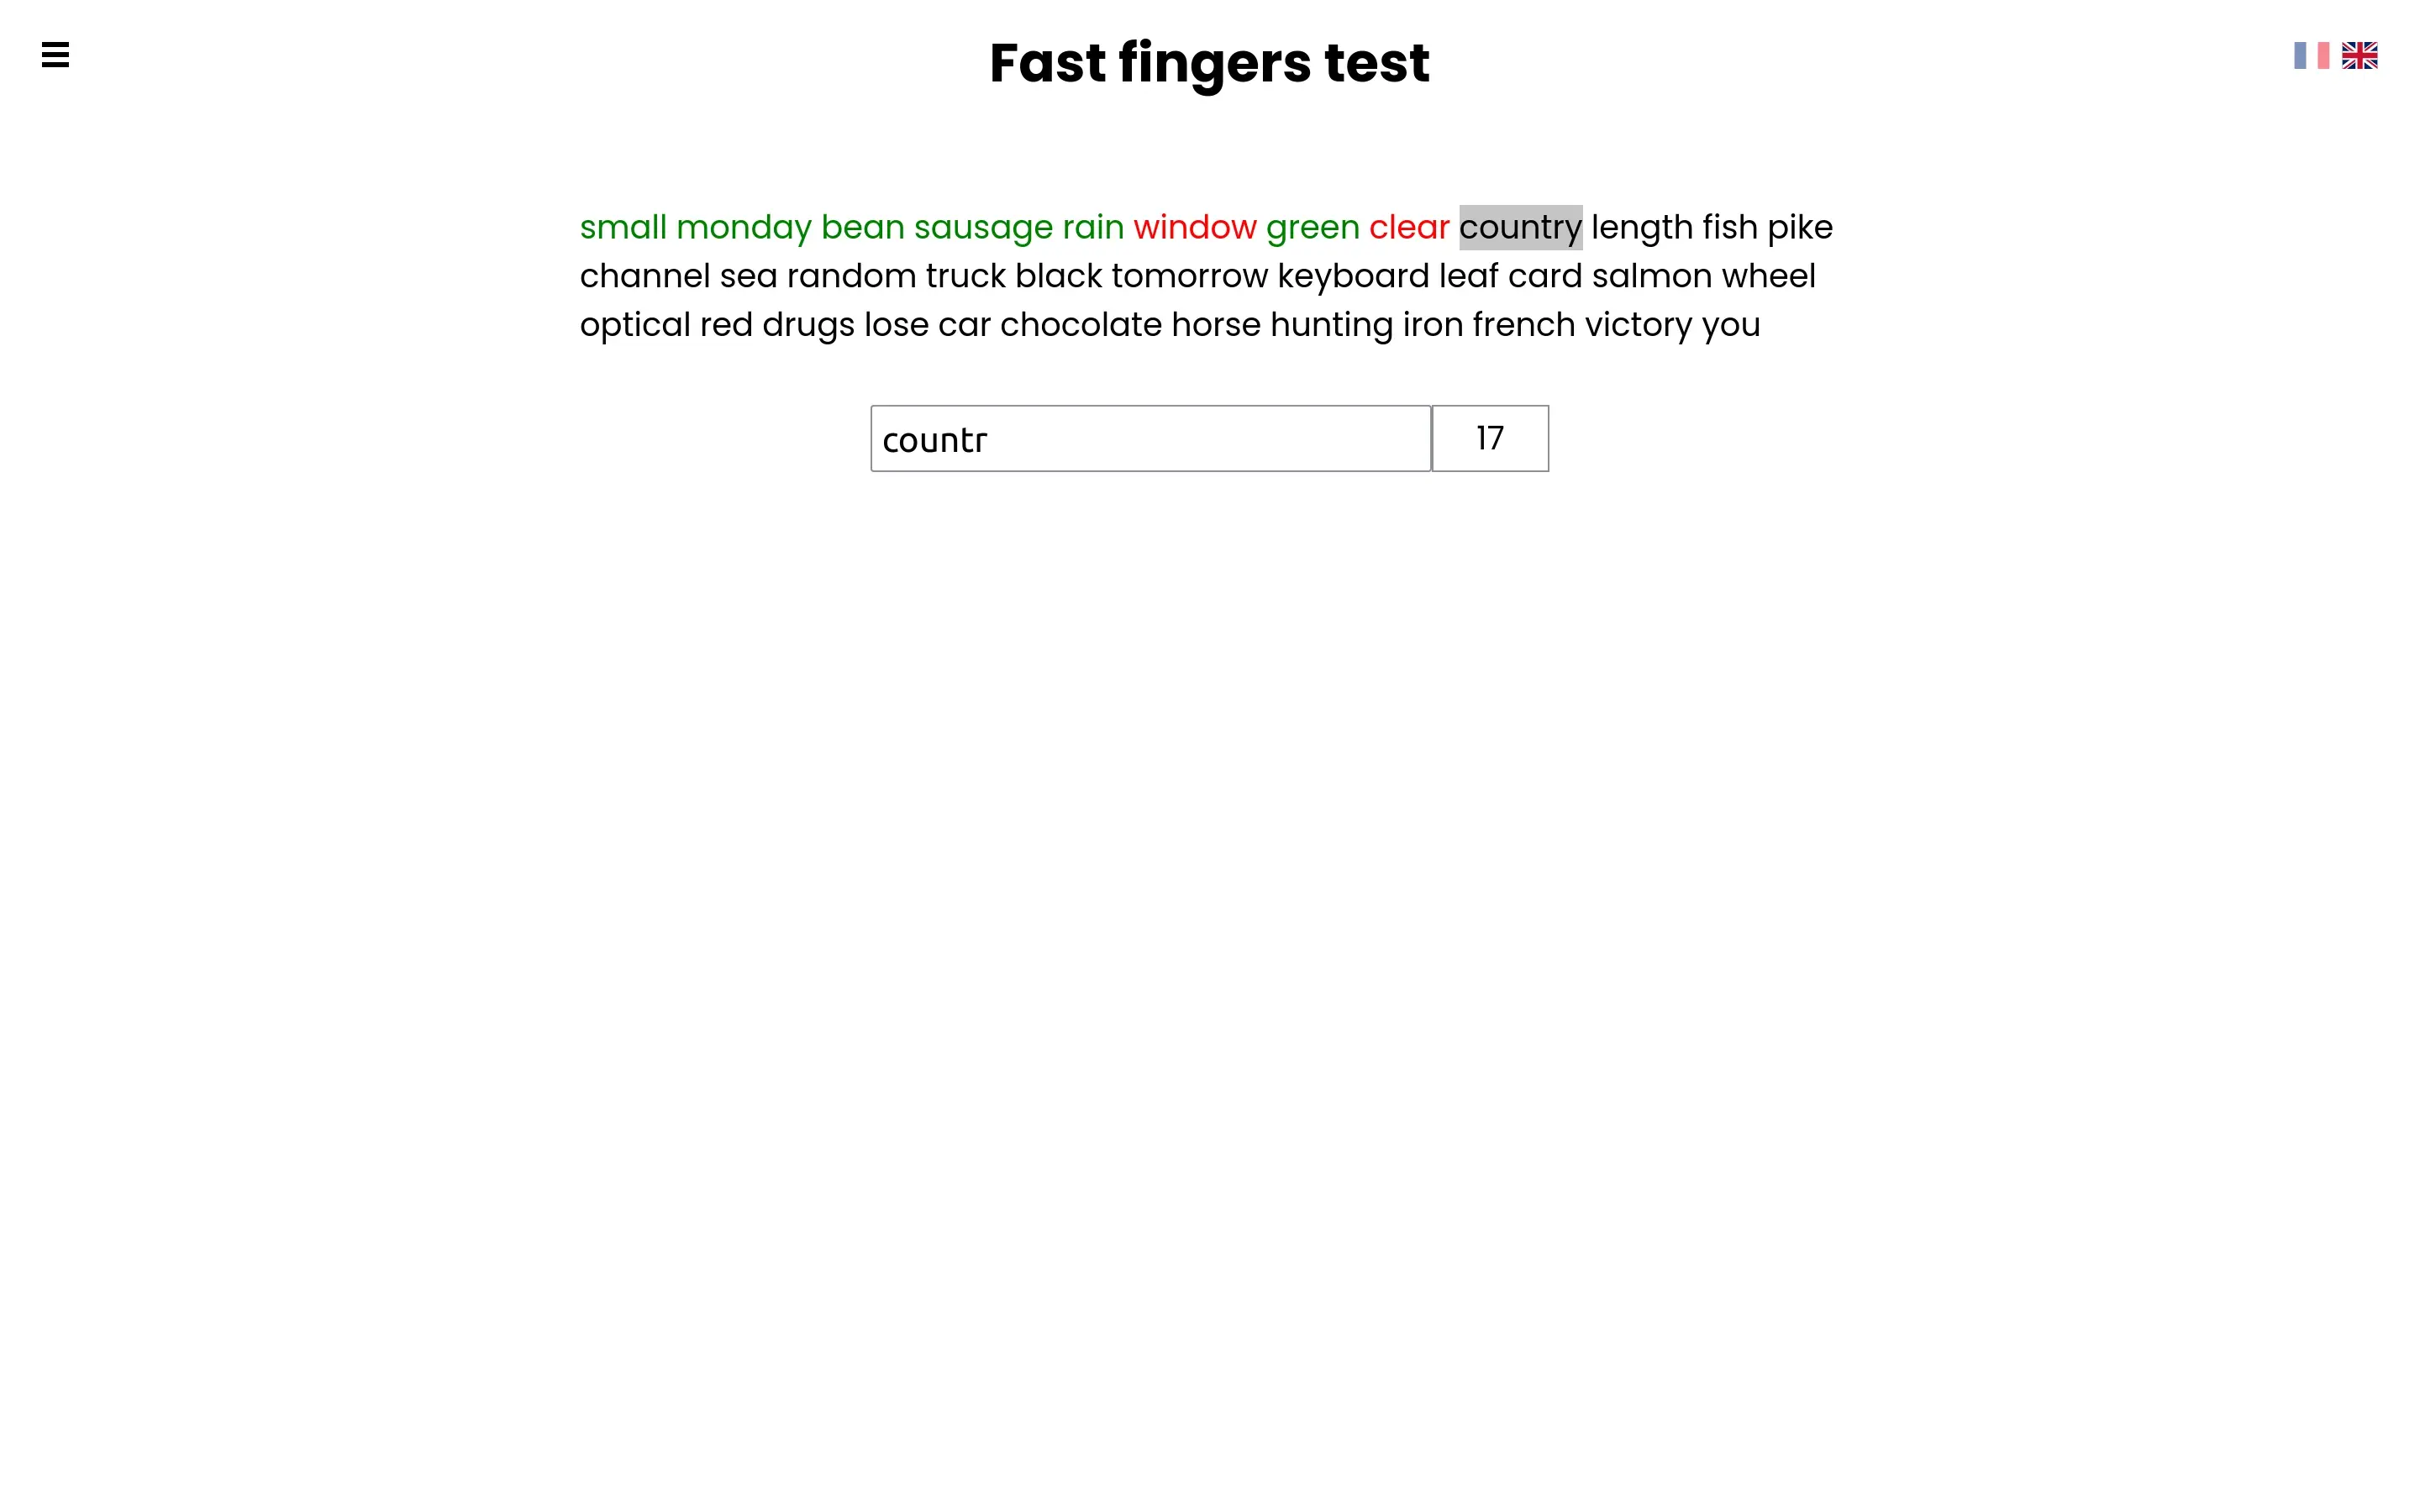 Fast fingers test
small monday bean sausage rain window green clear country length fish pike
channel sea random truck black tomorrow keyboard leaf card salmon wheel
optical red drugs lose car chocolate horse hunting iron french victory you
countr
17